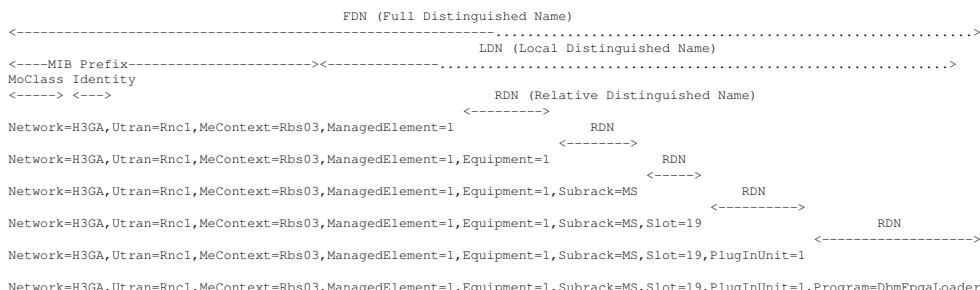 FDN (Full Distinguished Name)
<----------------------------------------------------------...........................................................>
LDN (Local Distinguished Name)
<----MIB Prefix-----------------------><--------------..............................................................>
MoClass Identity
<-----> <---> RDN (Relative Distinguished Name)
<--------->
Network=H3GA,Utran=Rnc1,MeContext=Rbs03,ManagedElement=1 RDN
<-------->
Network=H3GA,Utran=Rnc1,MeContext=Rbs03,ManagedElement=1,Equipment=1 RDN
<----->
Network=H3GA,Utran=Rnc1,MeContext=Rbs03,ManagedElement=1,Equipment=1,Subrack=MS RDN
<---------->
Network=H3GA,Utran=Rnc1,MeContext=Rbs03,ManagedElement=1,Equipment=1,Subrack=MS,Slot=19 RDN
<------------------->
Network=H3GA,Utran=Rnc1,MeContext=Rbs03,ManagedElement=1,Equipment=1,Subrack=MS,Slot=19,PlugInUnit=1
Network=H3GA,Utran=Rnc1,MeContext=Rbs03,ManagedElement=1,Equipment=1,Subrack=MS,Slot=19,PlugInUnit=1,Program=DbmFpgaLoader